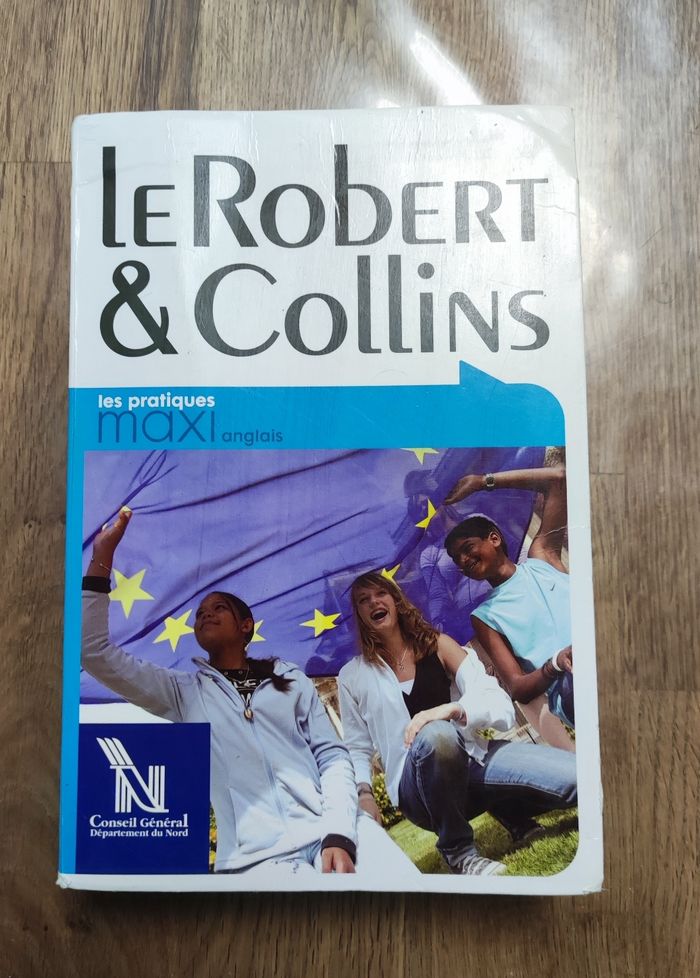 le Robert
& Collins
les pratiques
maxi anglais
Conseil Général
Département du Nord